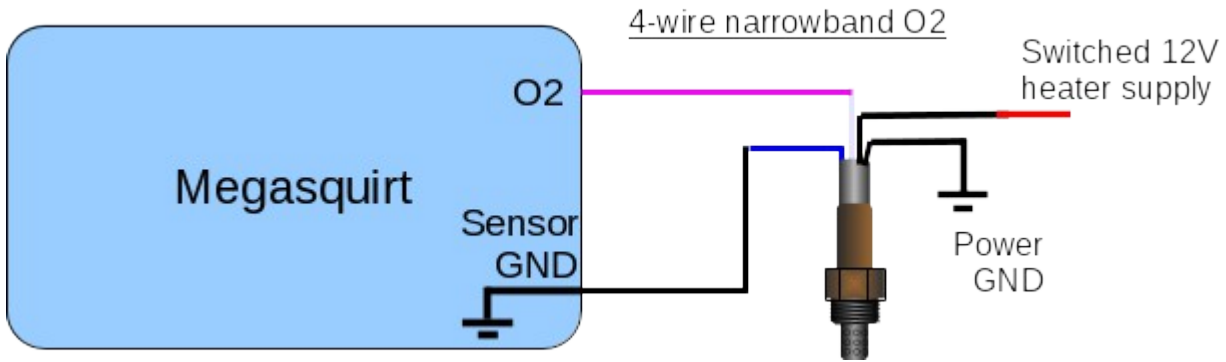 4-wire narrowband O2
Switched 12V
heater supply
O2
Megasquirt
Sensor
GND
Power
GND